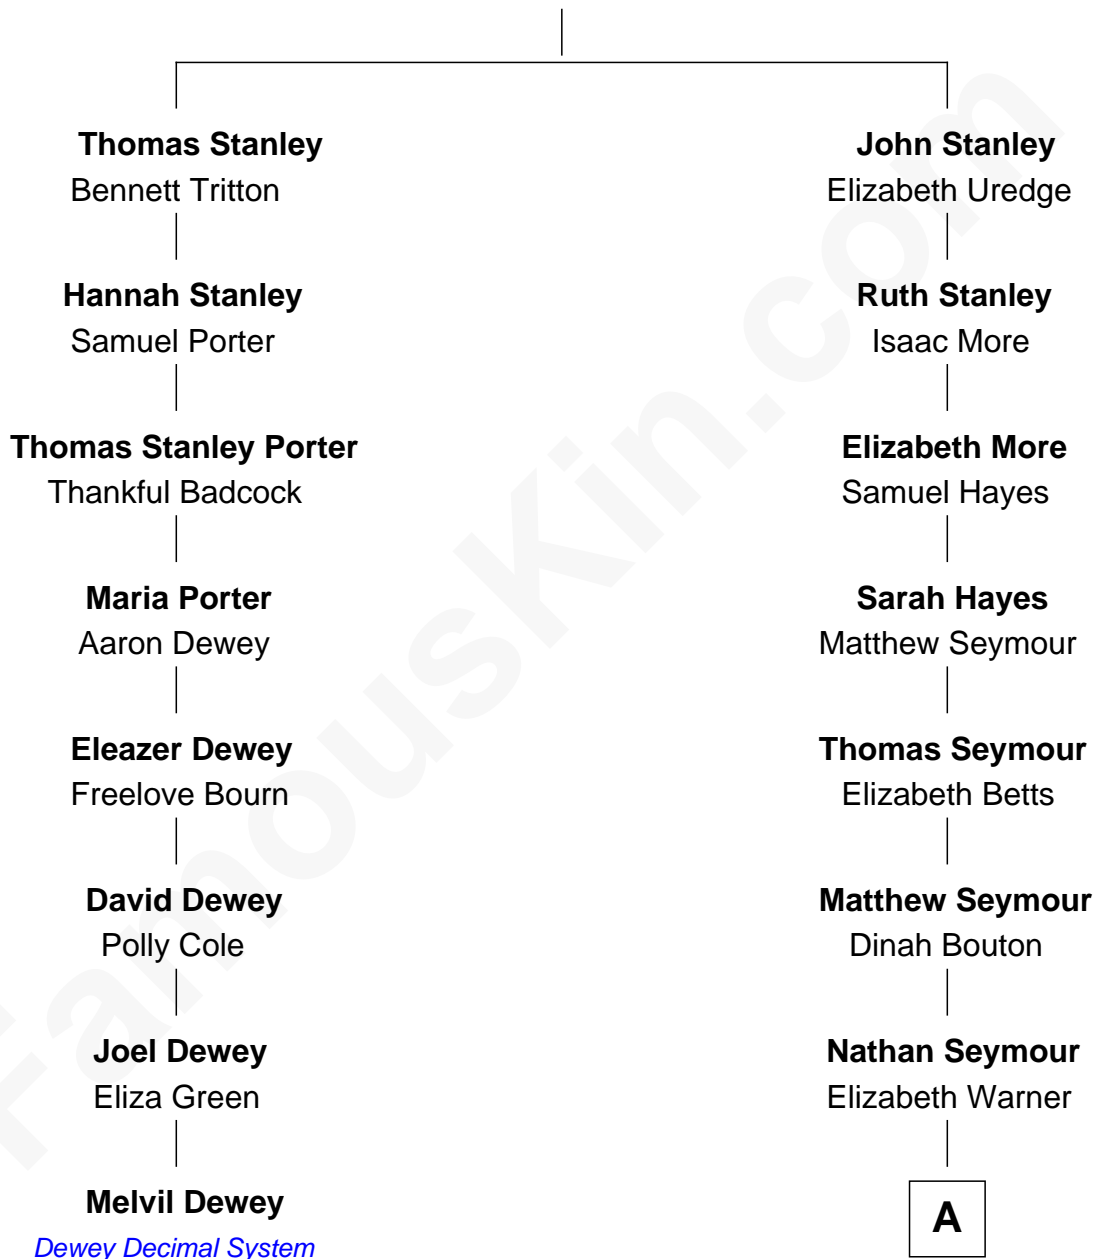 Thomas Stanley
Bennett Tritton
Hannah Stanley
Samuel Porter
Thomas Stanley Porter
Thankful Badcock
Maria Porter
Aaron Dewey
Eleazer Dewey
Freelove Bourn
David Dewey
Polly Cole
Joel Dewey
Eliza Green
Melvil Dewey
Dewey Decimal System
John Stanley
Elizabeth Uredge
Ruth Stanley
Isaac More
Elizabeth More
Samuel Hayes
Sarah Hayes
Matthew Seymour
Thomas Seymour
Elizabeth Betts
Matthew Seymour
Dinah Bouton
Nathan Seymour
Elizabeth Warner
A
FamousKin.com